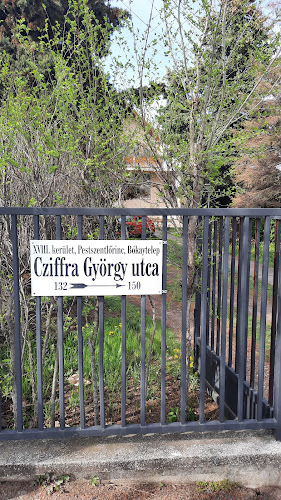 XVIII. kerület, Pestszentlőrinc, Bókaytelep
Cziffra György utca
132 → 150